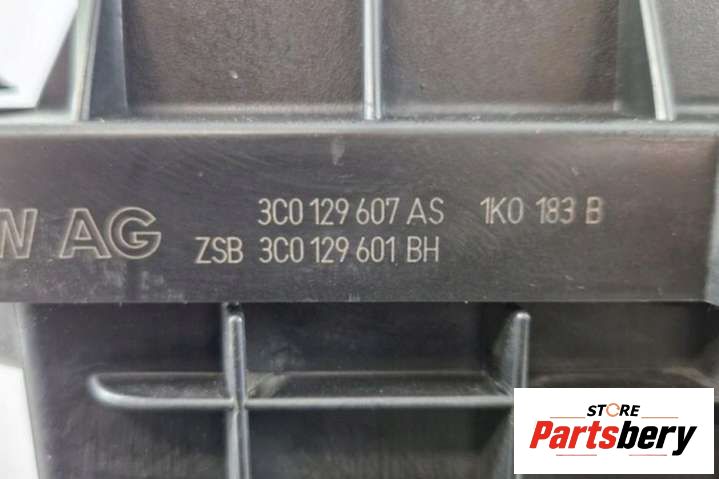 3C0 129 607 AS 1K0 183 B
W AG
ZSB 3C0 129 601 BH
STORE
Partsbery